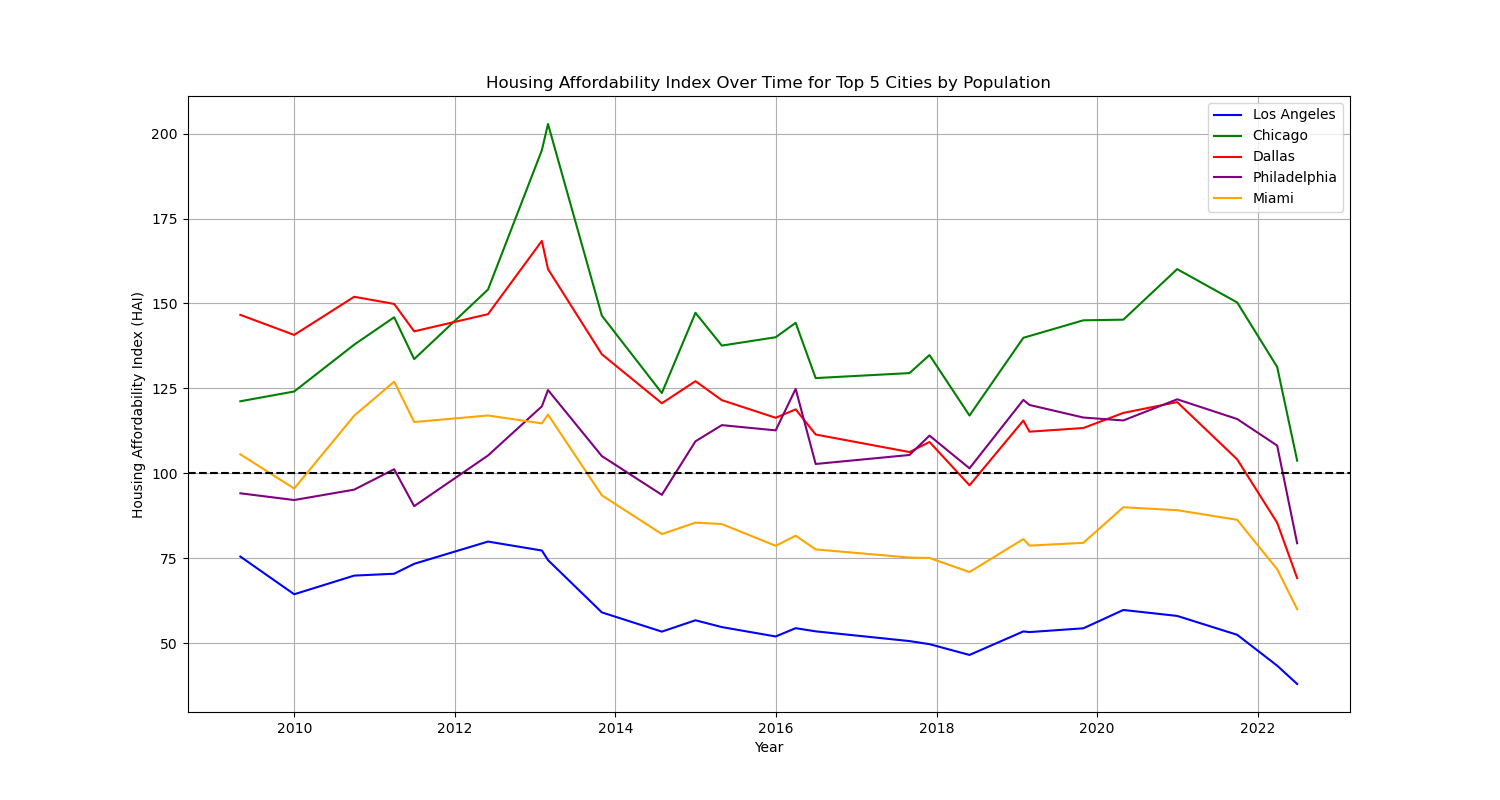 Housing Affordability Index Over Time for Top 5 Cities by Population
Los Angeles
Chicago
Dallas
Philadelphia
Miami
Housing Affordability Index (HAI)
200
175
150
125
100
75
50
2010
2012
2014
2016
2018
2020
2022
Year